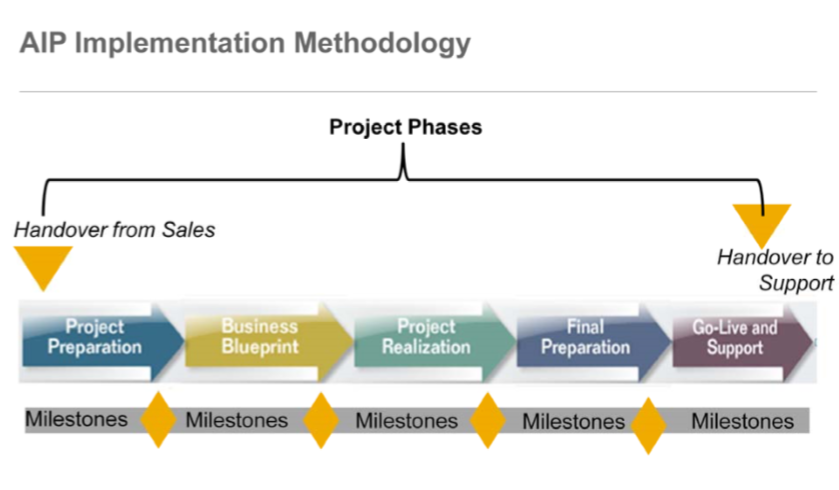 AIP Implementation Methodology
Project Phases
Handover from Sales
Handover to
Support
Project
Preparation
Business
Blueprint
Project
Realization
Final
Preparation
Go-Live and
Support
Milestones
Milestones
Milestones
Milestones
Milestones